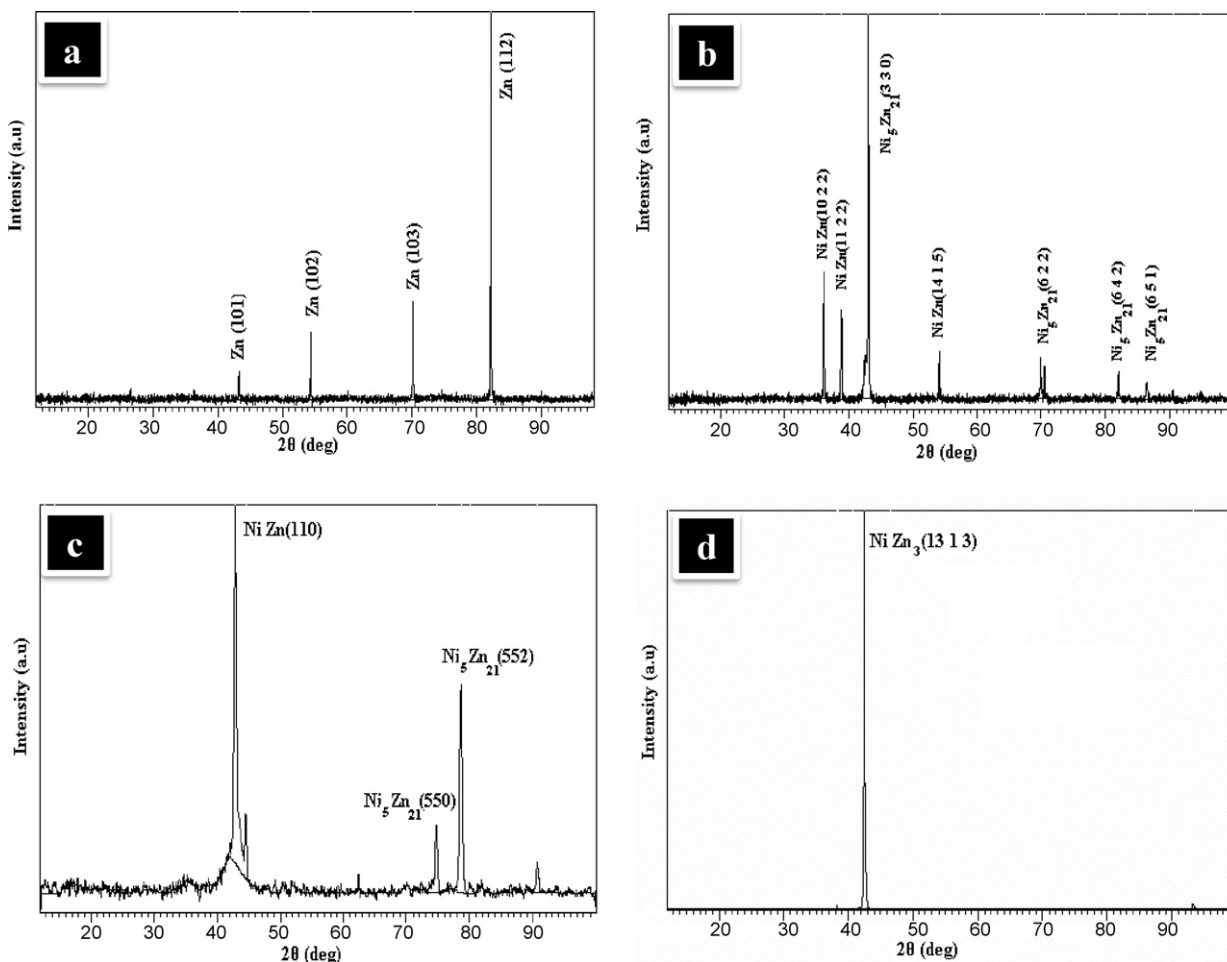 a
Intensity (a.u)
Zn (101)
Zn (102)
Zn (103)
Zn (112)
20 30 40 50 60 70 80 90
2θ (deg)
b
Intensity (a.u)
Ni Zn(10 2 2)
Ni Zn(11 2 2)
Ni5Zn21(3 3 0)
Ni Zn(14 1 5)
Ni5Zn21(6 2 2)
Ni5Zn21(6 4 2)
Ni5Zn21(6 5 1)
20 30 40 50 60 70 80 90
2θ (deg)
c
Intensity (a.u)
Ni Zn(110)
Ni5Zn21(550)
Ni5Zn21(552)
20 30 40 50 60 70 80 90
2θ (deg)
d
Intensity (a.u)
Ni Zn3(13 1 3)
20 30 40 50 60 70 80 90
2θ (deg)